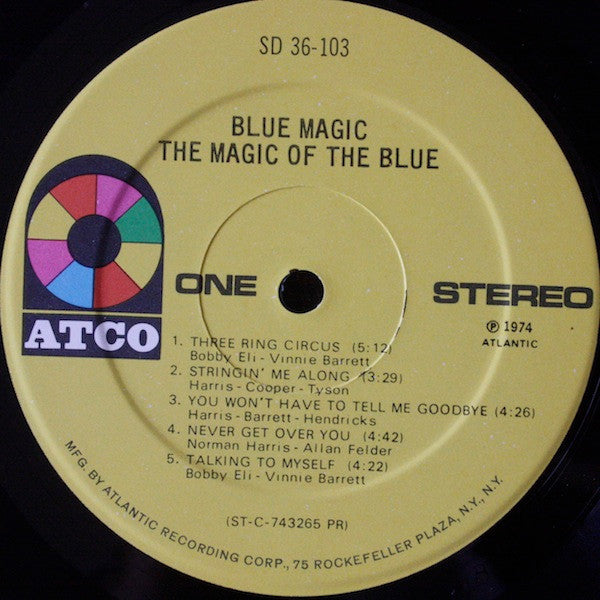 SD 36-103
BLUE MAGIC
THE MAGIC OF THE BLUE
ATCO
ONE
STEREO
℗ 1974
ATLANTIC
1. THREE RING CIRCUS (5:12)
Bobby Eli - Vinnie Barrett
2. STRINGIN' ME ALONG (3:29)
Harris - Cooper - Tyson
3. YOU WON'T HAVE TO TELL ME GOODBYE (4:26)
Harris - Barrett - Hendricks
4. NEVER GET OVER YOU (4:42)
Norman Harris - Allan Felder
5. TALKING TO MYSELF (4:22)
Bobby Eli - Vinnie Barrett
(ST-C-743265 PR)
MFG. BY ATLANTIC RECORDING CORP., 75 ROCKEFELLER PLAZA, N.Y., N.Y.